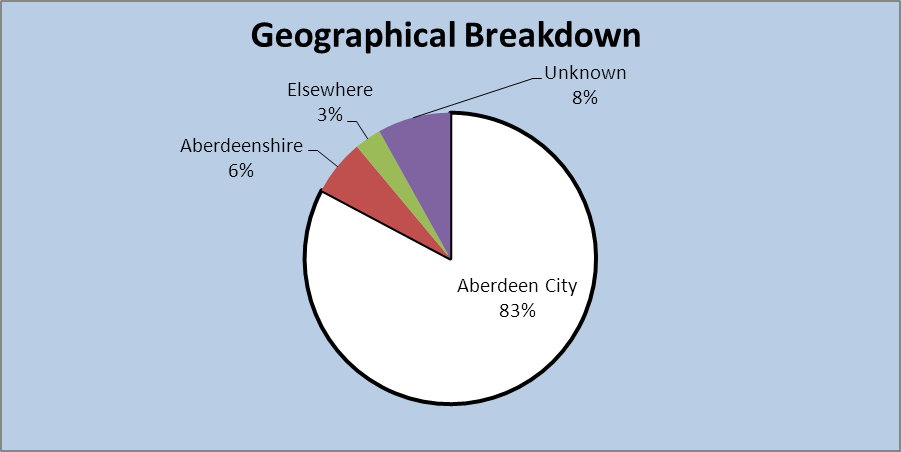 Geographical Breakdown
Unknown
8%
Elsewhere
3%
Aberdeenshire
6%
Aberdeen City
83%